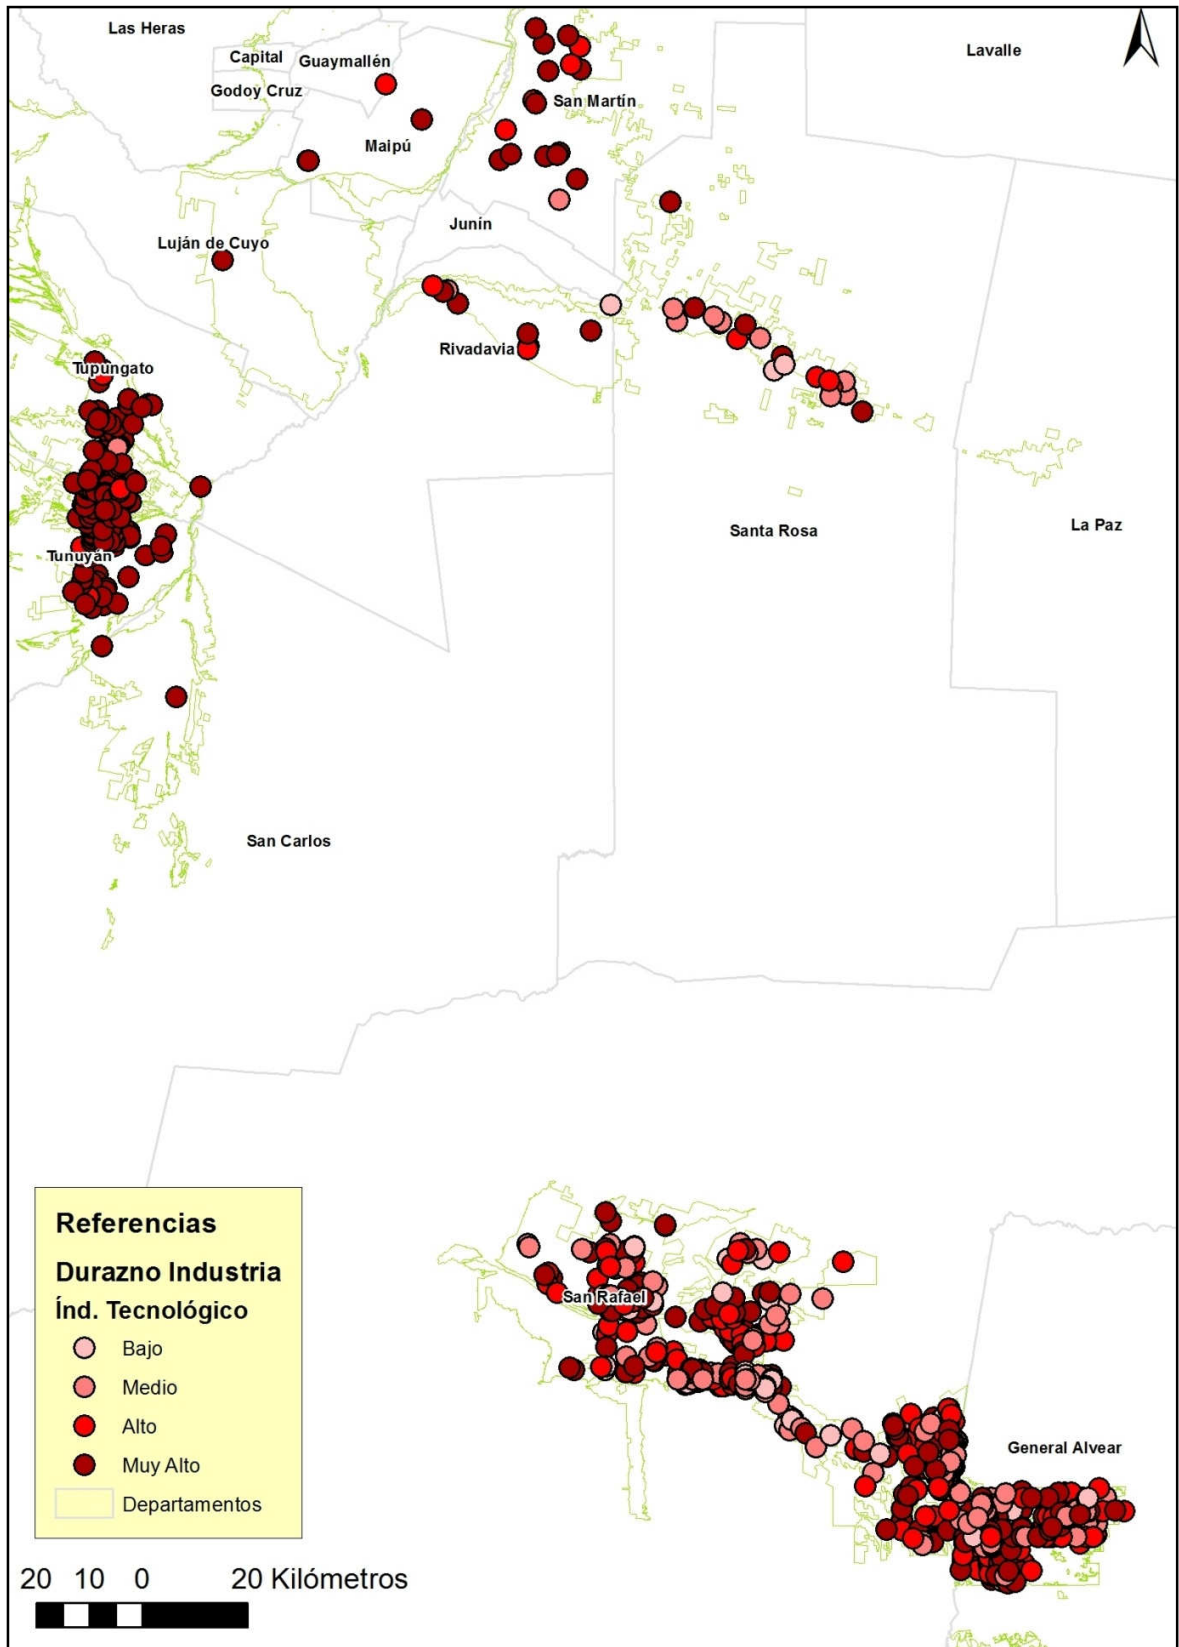 Las Heras
Lavalle
Capital
Guaymallén
Godoy Cruz
San Martín
Maipú
Junín
Luján de Cuyo
Rivadavia
Tupungato
Santa Rosa
La Paz
Tunuyán
San Carlos
San Rafael
General Alvear
Referencias
Durazno Industria
Índ. Tecnológico
Bajo
Medio
Alto
Muy Alto
Departamentos
20 10 0 20 Kilómetros